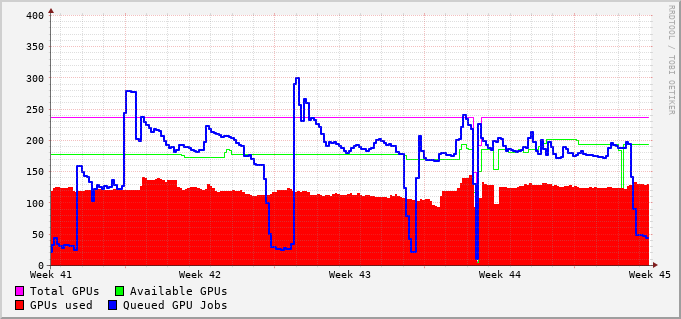 400
350
300
250
200
150
100
50
0
Week 41 Week 42 Week 43 Week 44 Week 45
Total GPUs Available GPUs
GPUs used Queued GPU Jobs
RRDTOOL / TOBI OETIKER